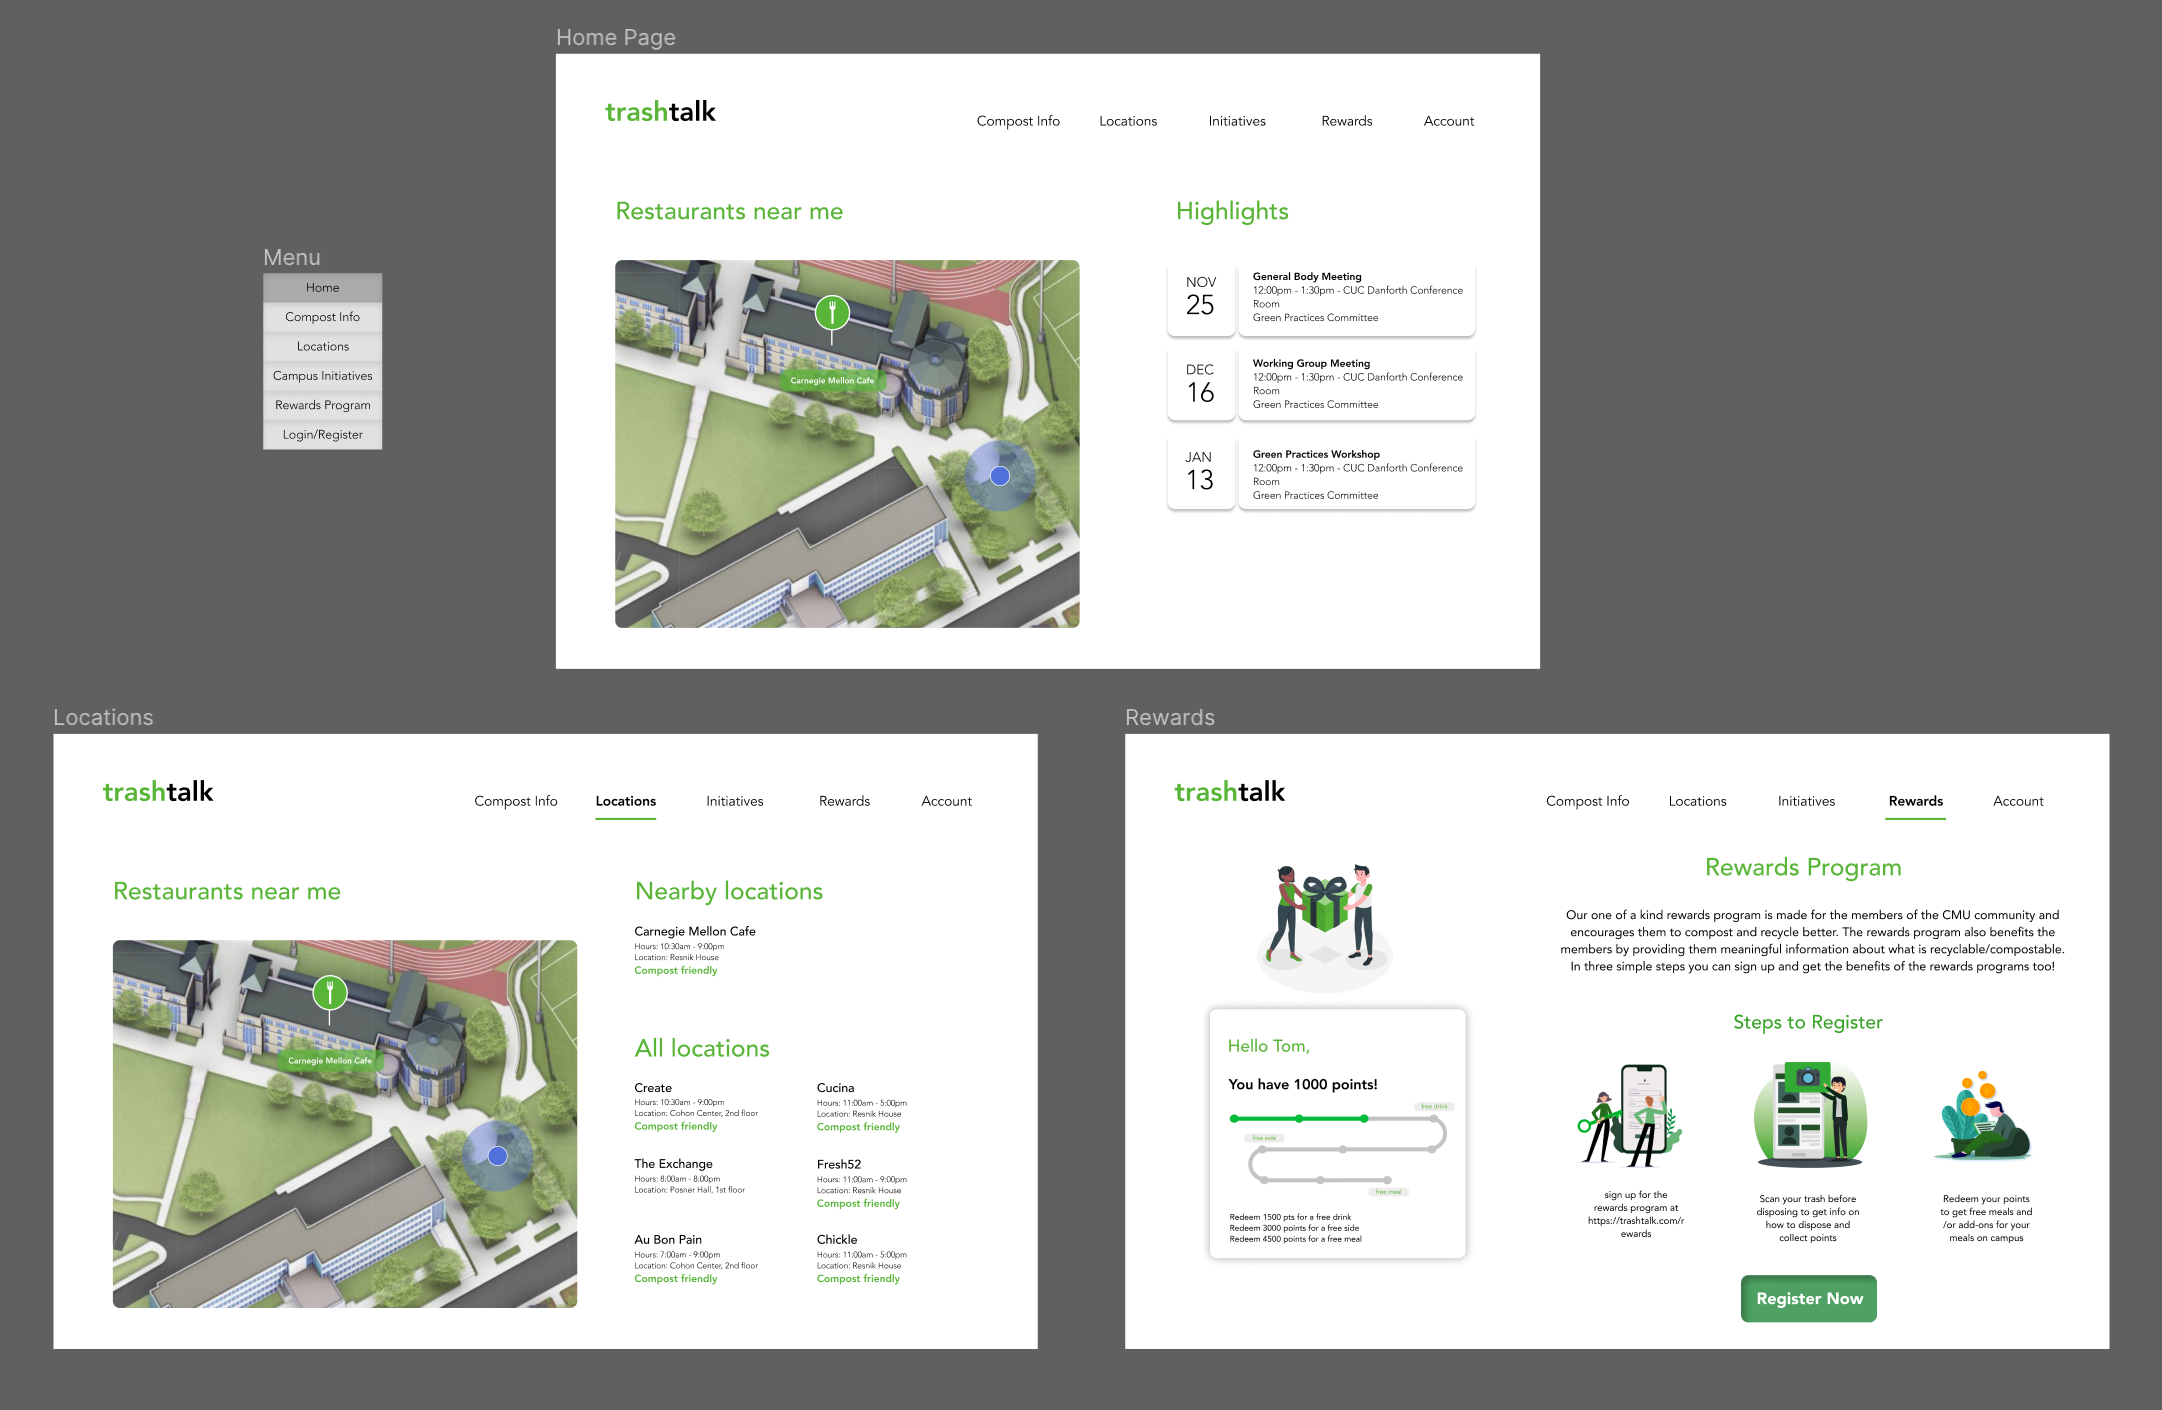 Home Page
trashtalk
Compost Info
Locations
Initiatives
Rewards
Account
Restaurants near me
Carnegie Mellon Cafe
Highlights
NOV
25
General Body Meeting
12:00pm - 1:30pm - CUC Danforth Conference
Room
Green Practices Committee
DEC
16
Working Group Meeting
12:00pm - 1:30pm - CUC Danforth Conference
Room
Green Practices Committee
JAN
13
Green Practices Workshop
12:00pm - 1:30pm - CUC Danforth Conference
Room
Green Practices Committee
Menu
Home
Compost Info
Locations
Campus Initiatives
Rewards Program
Login/Register
Locations
trashtalk
Compost Info
Locations
Initiatives
Rewards
Account
Restaurants near me
Carnegie Mellon Cafe
Nearby locations
Carnegie Mellon Cafe
Hours: 10:30am - 9:00pm
Location: Resnik House
Compost friendly
All locations
Create
Hours: 10:30am - 9:00pm
Location: Cohon Center, 2nd floor
Compost friendly
Cucina
Hours: 11:00am - 5:00pm
Location: Resnik House
Compost friendly
The Exchange
Hours: 8:00am - 8:00pm
Location: Posner Hall, 1st floor
Fresh52
Hours: 11:00am - 9:00pm
Location: Resnik House
Compost friendly
Au Bon Pain
Hours: 7:00am - 9:00pm
Location: Cohon Center, 2nd floor
Compost friendly
Chickle
Hours: 11:00am - 5:00pm
Location: Resnik House
Compost friendly
Rewards
trashtalk
Compost Info
Locations
Initiatives
Rewards
Account
Hello Tom,
You have 1000 points!
free drink
free side
free meal
Redeem 1500 pts for a free drink
Redeem 3000 points for a free side
Redeem 4500 points for a free meal
Rewards Program
Our one of a kind rewards program is made for the members of the CMU community and
encourages them to compost and recycle better. The rewards program also benefits the
members by providing them meaningful information about what is recyclable/compostable.
In three simple steps you can sign up and get the benefits of the rewards programs too!
Steps to Register
sign up for the
rewards program at
https://trashtalk.com/r
ewards
Scan your trash before
disposing to get info on
how to dispose and
collect points
Redeem your points
to get free meals and
/or add-ons for your
meals on campus
Register Now